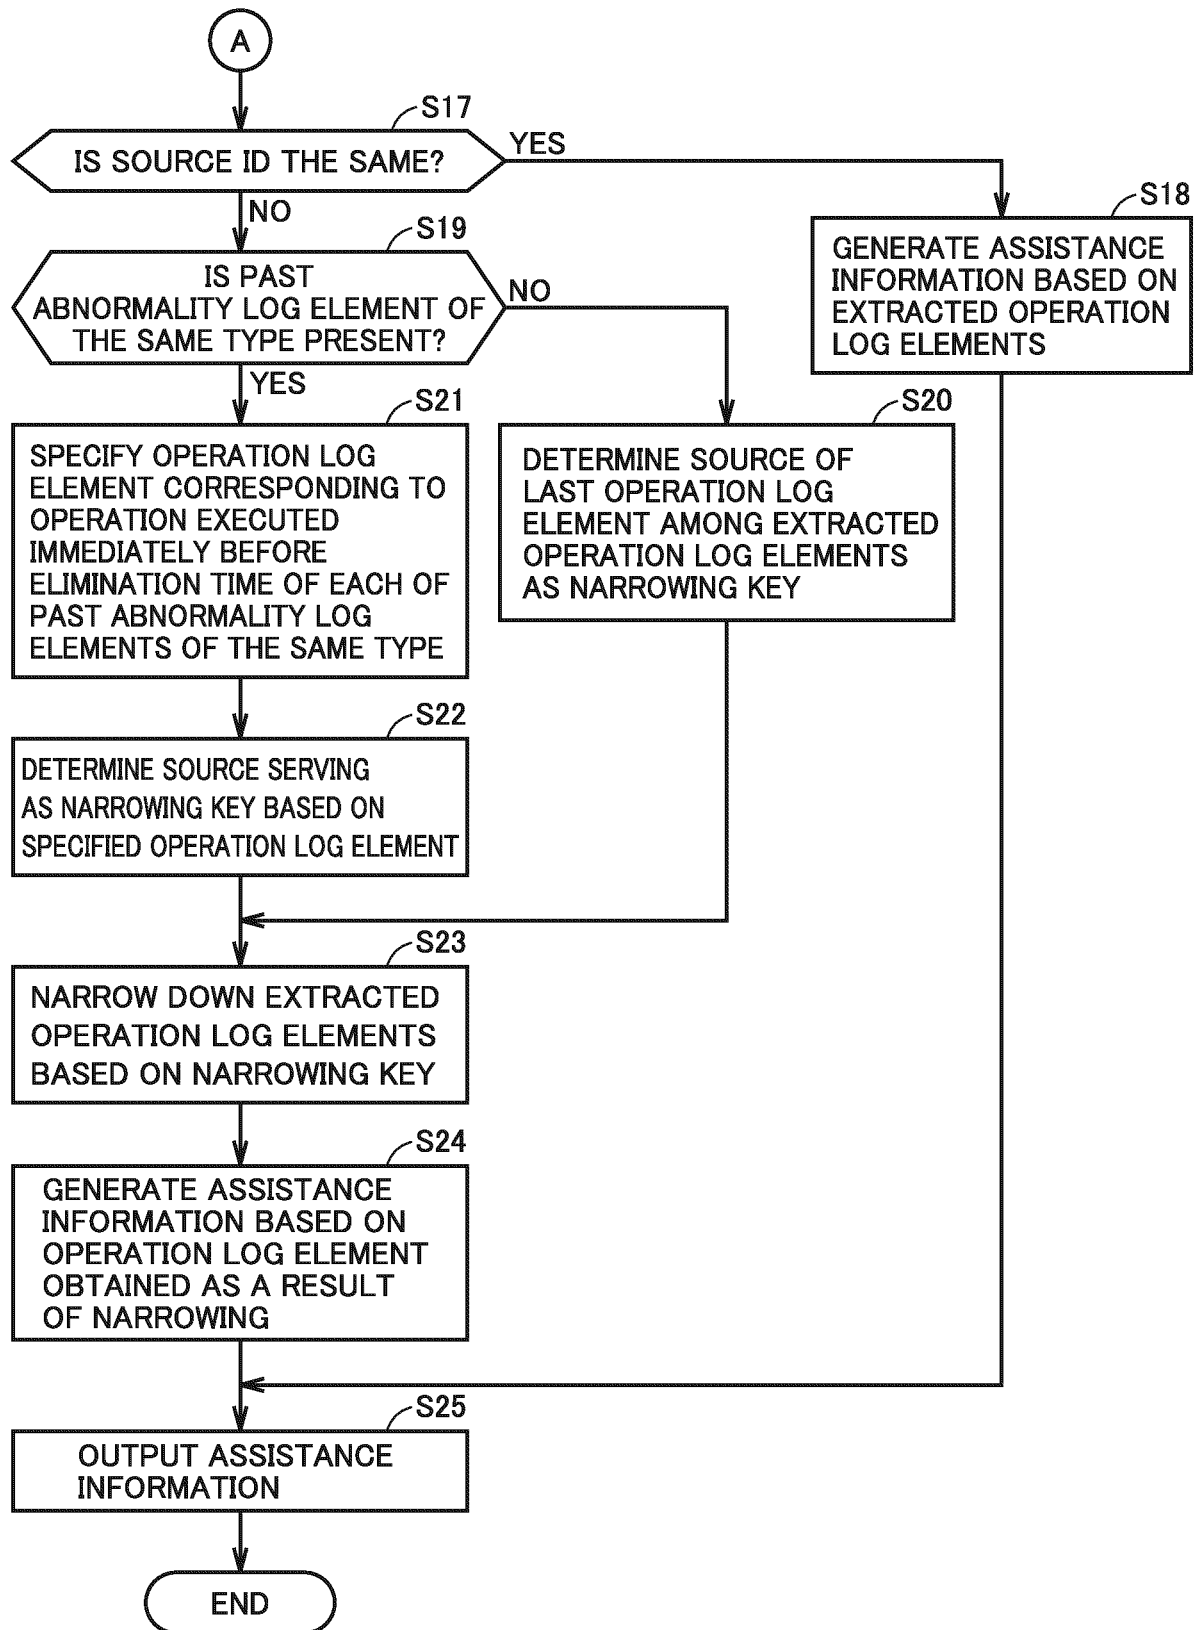 A
S17
IS SOURCE ID THE SAME?
YES
NO
S18
GENERATE ASSISTANCE
INFORMATION BASED ON
EXTRACTED OPERATION
LOG ELEMENTS
S19
IS PAST
ABNORMALITY LOG ELEMENT OF
THE SAME TYPE PRESENT?
NO
YES
S21
SPECIFY OPERATION LOG
ELEMENT CORRESPONDING TO
OPERATION EXECUTED
IMMEDIATELY BEFORE
ELIMINATION TIME OF EACH OF
PAST ABNORMALITY LOG
ELEMENTS OF THE SAME TYPE
S20
DETERMINE SOURCE OF
LAST OPERATION LOG
ELEMENT AMONG EXTRACTED
OPERATION LOG ELEMENTS
AS NARROWING KEY
S22
DETERMINE SOURCE SERVING
AS NARROWING KEY BASED ON
SPECIFIED OPERATION LOG ELEMENT
S23
NARROW DOWN EXTRACTED
OPERATION LOG ELEMENTS
BASED ON NARROWING KEY
S24
GENERATE ASSISTANCE
INFORMATION BASED ON
OPERATION LOG ELEMENT
OBTAINED AS A RESULT
OF NARROWING
S25
OUTPUT ASSISTANCE
INFORMATION
END